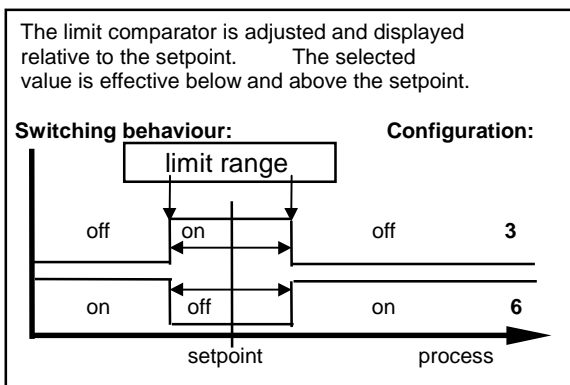 The limit comparator is adjusted and displayed
relative to the setpoint. The selected
value is effective below and above the setpoint.
Switching behaviour: Configuration:
limit range
off on off 3
on off on 6
setpoint process